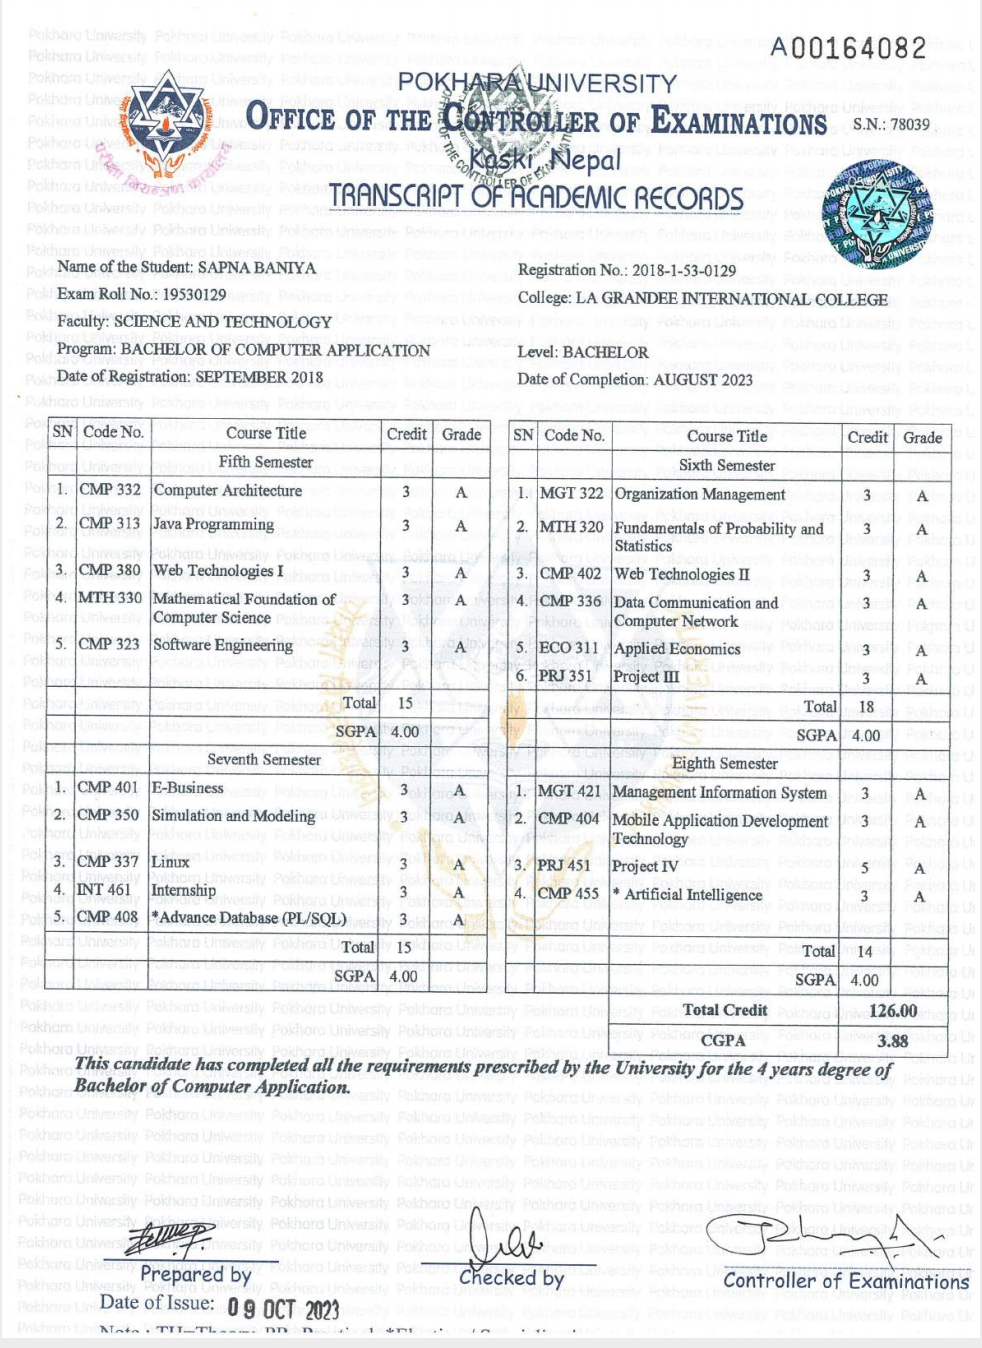 A00164082
POKHARA UNIVERSITY
OFFICE OF THE CONTROLLER OF EXAMINATIONS
S.N.: 78039
Kaski, Nepal
TRANSCRIPT OF ACADEMIC RECORDS
Name of the Student: SAPNA BANIYA
Registration No.: 2018-1-53-0129
Exam Roll No.: 19530129
College: LA GRANDEE INTERNATIONAL COLLEGE
Faculty: SCIENCE AND TECHNOLOGY
Program: BACHELOR OF COMPUTER APPLICATION
Level: BACHELOR
Date of Registration: SEPTEMBER 2018
Date of Completion: AUGUST 2023
SN Code No. Course Title Credit Grade
Fifth Semester
1. CMP 332 Computer Architecture 3 A
2. CMP 313 Java Programming 3 A
3. CMP 380 Web Technologies I 3 A
4. MTH 330 Mathematical Foundation of 3 A
Computer Science
5. CMP 323 Software Engineering 3 A
Total 15
SGPA 4.00
Seventh Semester
1. CMP 401 E-Business 3 A
2. CMP 350 Simulation and Modeling 3 A
3. CMP 337 Linux 3 A
4. INT 461 Internship 3 A
5. CMP 408 *Advance Database (PL/SQL) 3 A
Total 15
SGPA 4.00
SN Code No. Course Title Credit Grade
Sixth Semester
1. MGT 322 Organization Management 3 A
2. MTH 320 Fundamentals of Probability and 3 A
Statistics
3. CMP 402 Web Technologies II 3 A
4. CMP 336 Data Communication and 3 A
Computer Network
5. ECO 311 Applied Economics 3 A
6. PRJ 351 Project III 3 A
Total 18
SGPA 4.00
Eighth Semester
1. MGT 421 Management Information System 3 A
2. CMP 404 Mobile Application Development 3 A
Technology
3. PRJ 451 Project I 5 A
4. CMP 455 * Artificial Intelligence 3 A
Total 14
SGPA 4.00
Total Credit 126.00
CGPA 3.88
This candidate has completed all the requirements prescribed by the University for the 4 years degree of
Bachelor of Computer Application.
Prepared by
Checked by
Controller of Examinations
Date of Issue: 09 OCT 2023